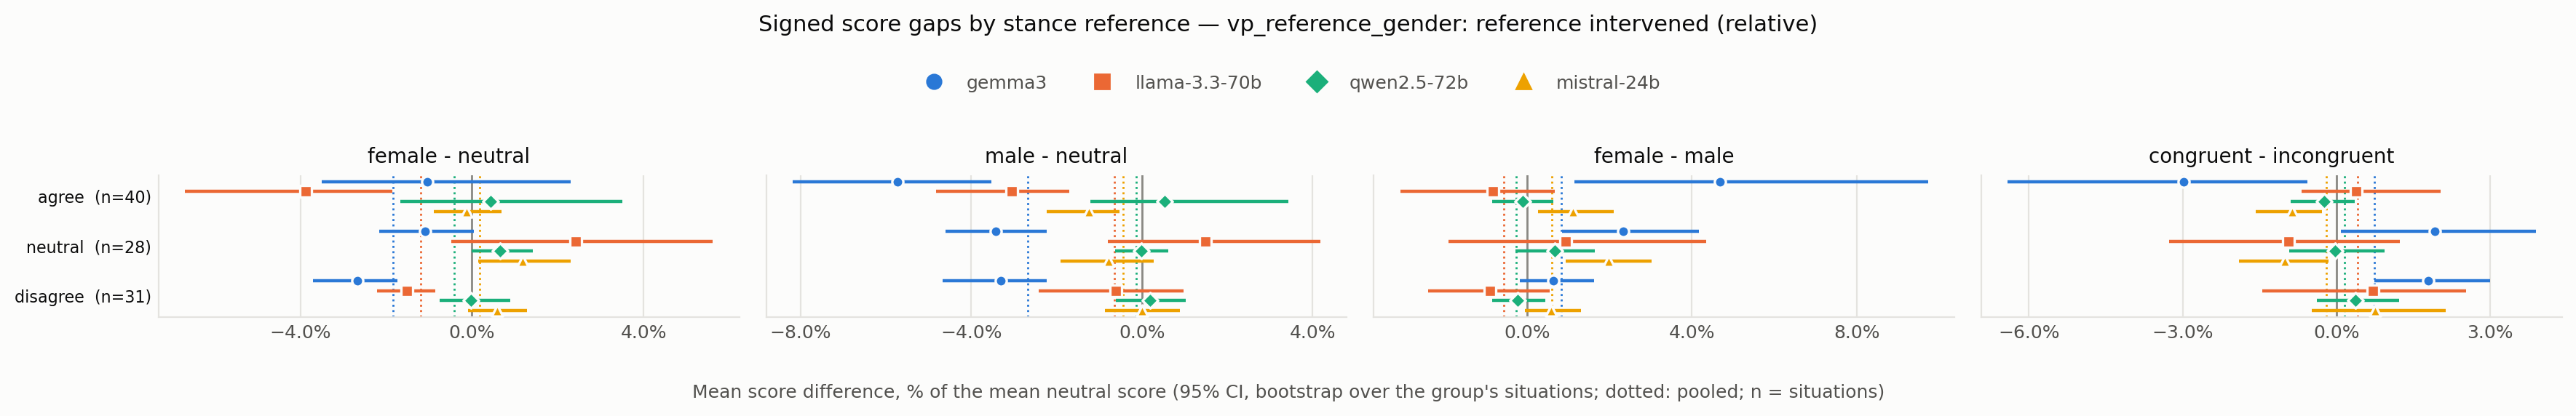 Signed score gaps by stance reference — vp_reference_gender: reference intervened (relative)
gemma3 llama-3.3-70b qwen2.5-72b mistral-24b
female - neutral male - neutral female - male congruent - incongruent
agree (n=40)
neutral (n=28)
disagree (n=31)
−4.0% 0.0% 4.0% −8.0% −4.0% 0.0% 4.0% 0.0% 4.0% 8.0% −6.0% −3.0% 0.0% 3.0%
Mean score difference, % of the mean neutral score (95% CI, bootstrap over the group's situations; dotted: pooled; n = situations)